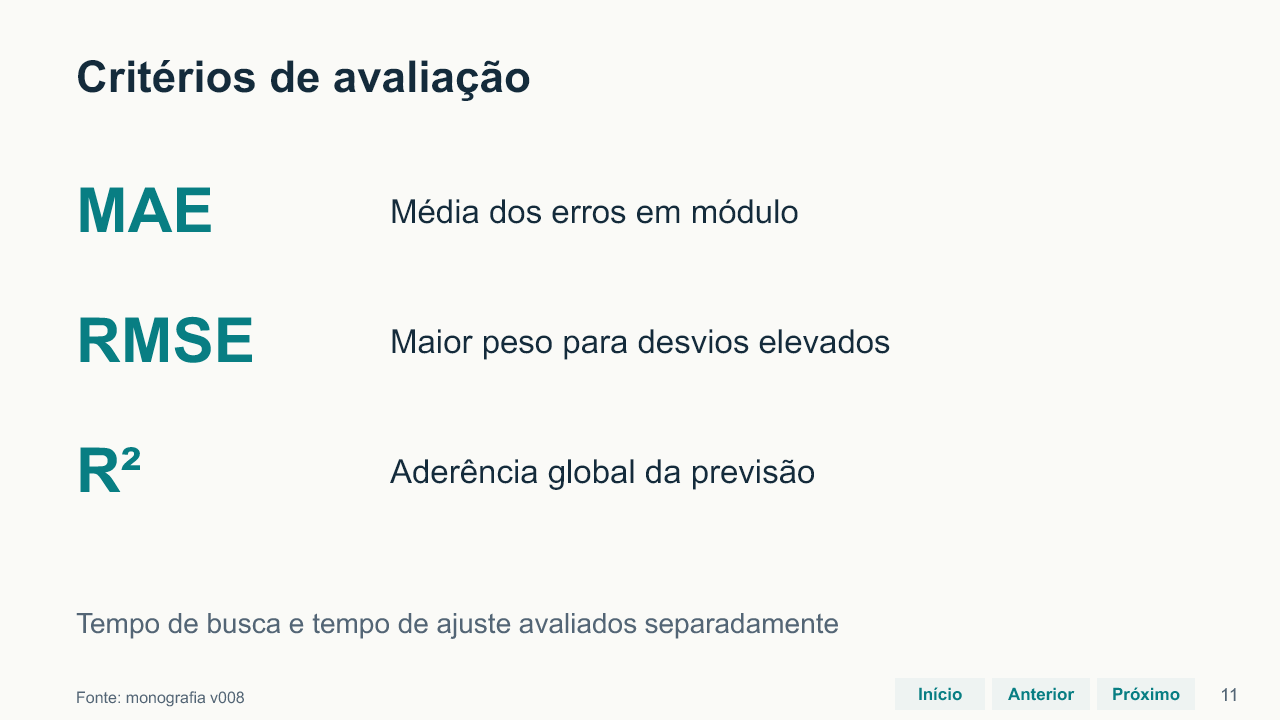 Critérios de avaliação
MAE
Média dos erros em módulo
RMSE
Maior peso para desvios elevados
R²
Aderência global da previsão
Tempo de busca e tempo de ajuste avaliados separadamente
Fonte: monografia v008
Início
Anterior
Próximo
11